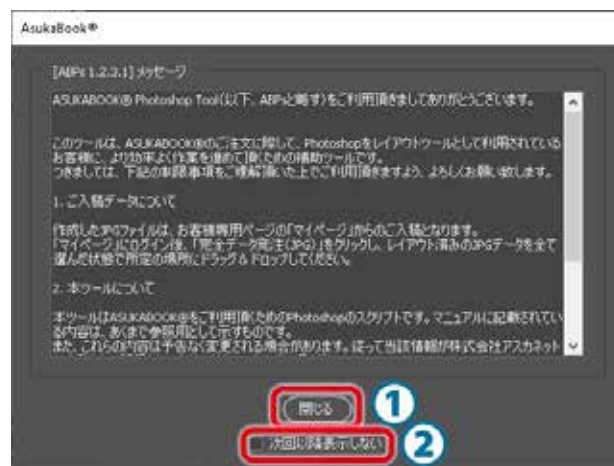 AsukaBook®
[ABPs 1.2.3.1] メッセージ
ASUKABOOK® Photoshop Tool(以下、ABPsと略す)をご利用頂きましてありがとうございます。
このツールは、ASUKABOOK®のご注文に際して、Photoshopをレイアウトツールとして利用されている
お客様に、より効率よく作業を進めて頂くための補助ツールです。
つきましては、下記の制限事項をご理解頂いた上でご利用頂きますよう、よろしくお願い致します。
1. ご入稿データについて
作成したJPGファイルは、お客様専用ページの「マイページ」からのご入稿となります。
「マイページ」にログイン後、「完全データ発注(JPG)」をクリックし、レイアウト済みのJPGデータを全て
選んだ状態で所定の場所にドラッグ＆ドロップしてください。
2. 本ツールについて
本ツールはASUKABOOK®をご利用頂くためのPhotoshopのスクリプトです。マニュアルに記載されてい
る内容は、あくまで参照用として示すものです。
また、これらの内容は予告なく変更される場合があります。従って当該情報が株式会社アスカネット
閉じる 1
次回以降表示しない 2